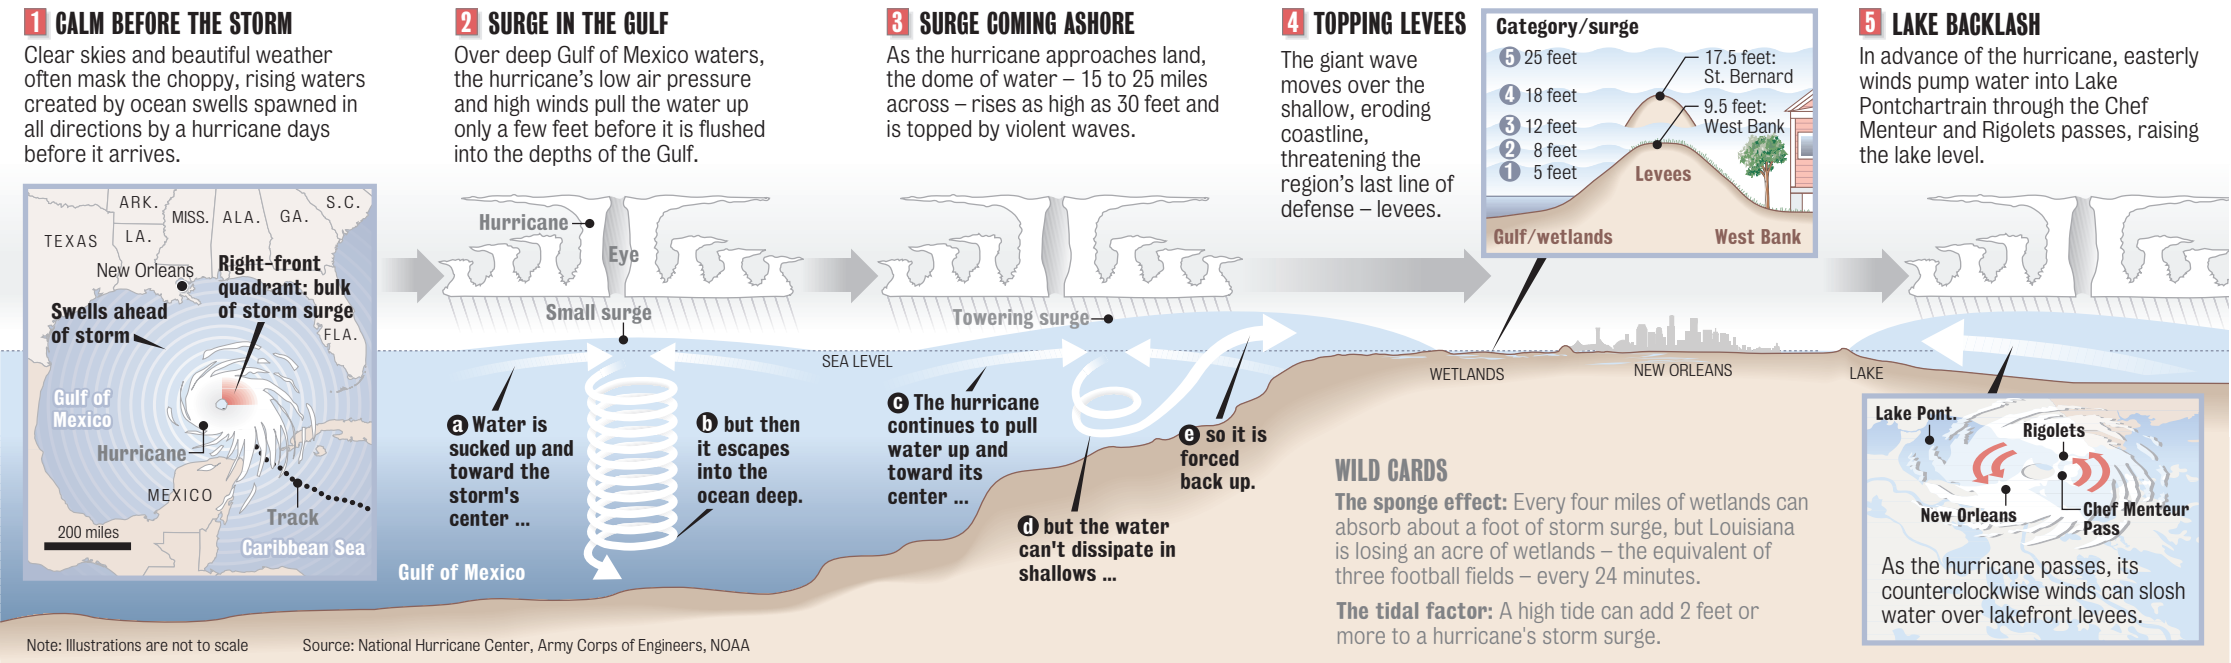 1 CALM BEFORE THE STORM
Clear skies and beautiful weather
often mask the choppy, rising waters
created by ocean swells spawned in
all directions by a hurricane days
before it arrives.
ARK.
S.C.
MISS.
ALA.
GA.
TEXAS
LA.
New Orleans
Right-front
quadrant: bulk
of storm surge
Swells ahead
of storm
FLA.
Gulf of
Mexico
Hurricane
MEXICO
Track
200 miles
Caribbean Sea
2 SURGE IN THE GULF
Over deep Gulf of Mexico waters,
the hurricane's low air pressure
and high winds pull the water up
only a few feet before it is flushed
into the depths of the Gulf.
Hurricane
Eye
Small surge
SEA LEVEL
a Water is
sucked up and
toward the
storm's
center ...
b but then
it escapes
into the
ocean deep.
Gulf of Mexico
3 SURGE COMING ASHORE
As the hurricane approaches land,
the dome of water – 15 to 25 miles
across – rises as high as 30 feet and
is topped by violent waves.
Towering surge
c The hurricane
continues to pull
water up and
toward its
center ...
d but the water
can't dissipate in
shallows ...
e so it is
forced
back up.
4 TOPPING LEVEES
The giant wave
moves over the
shallow, eroding
coastline,
threatening the
region's last line of
defense – levees.
Category/surge
5 25 feet
4 18 feet
3 12 feet
2 8 feet
1 5 feet
17.5 feet:
St. Bernard
9.5 feet:
West Bank
Levees
Gulf/wetlands
West Bank
WETLANDS
NEW ORLEANS
LAKE
WILD CARDS
The sponge effect: Every four miles of wetlands can
absorb about a foot of storm surge, but Louisiana
is losing an acre of wetlands – the equivalent of
three football fields – every 24 minutes.
The tidal factor: A high tide can add 2 feet or
more to a hurricane's storm surge.
5 LAKE BACKLASH
In advance of the hurricane, easterly
winds pump water into Lake
Pontchartrain through the Chef
Menteur and Rigolets passes, raising
the lake level.
Lake Pont.
Rigolets
New Orleans
Chef Menteur
Pass
As the hurricane passes, its
counterclockwise winds can slosh
water over lakefront levees.
Note: Illustrations are not to scale
Source: National Hurricane Center, Army Corps of Engineers, NOAA